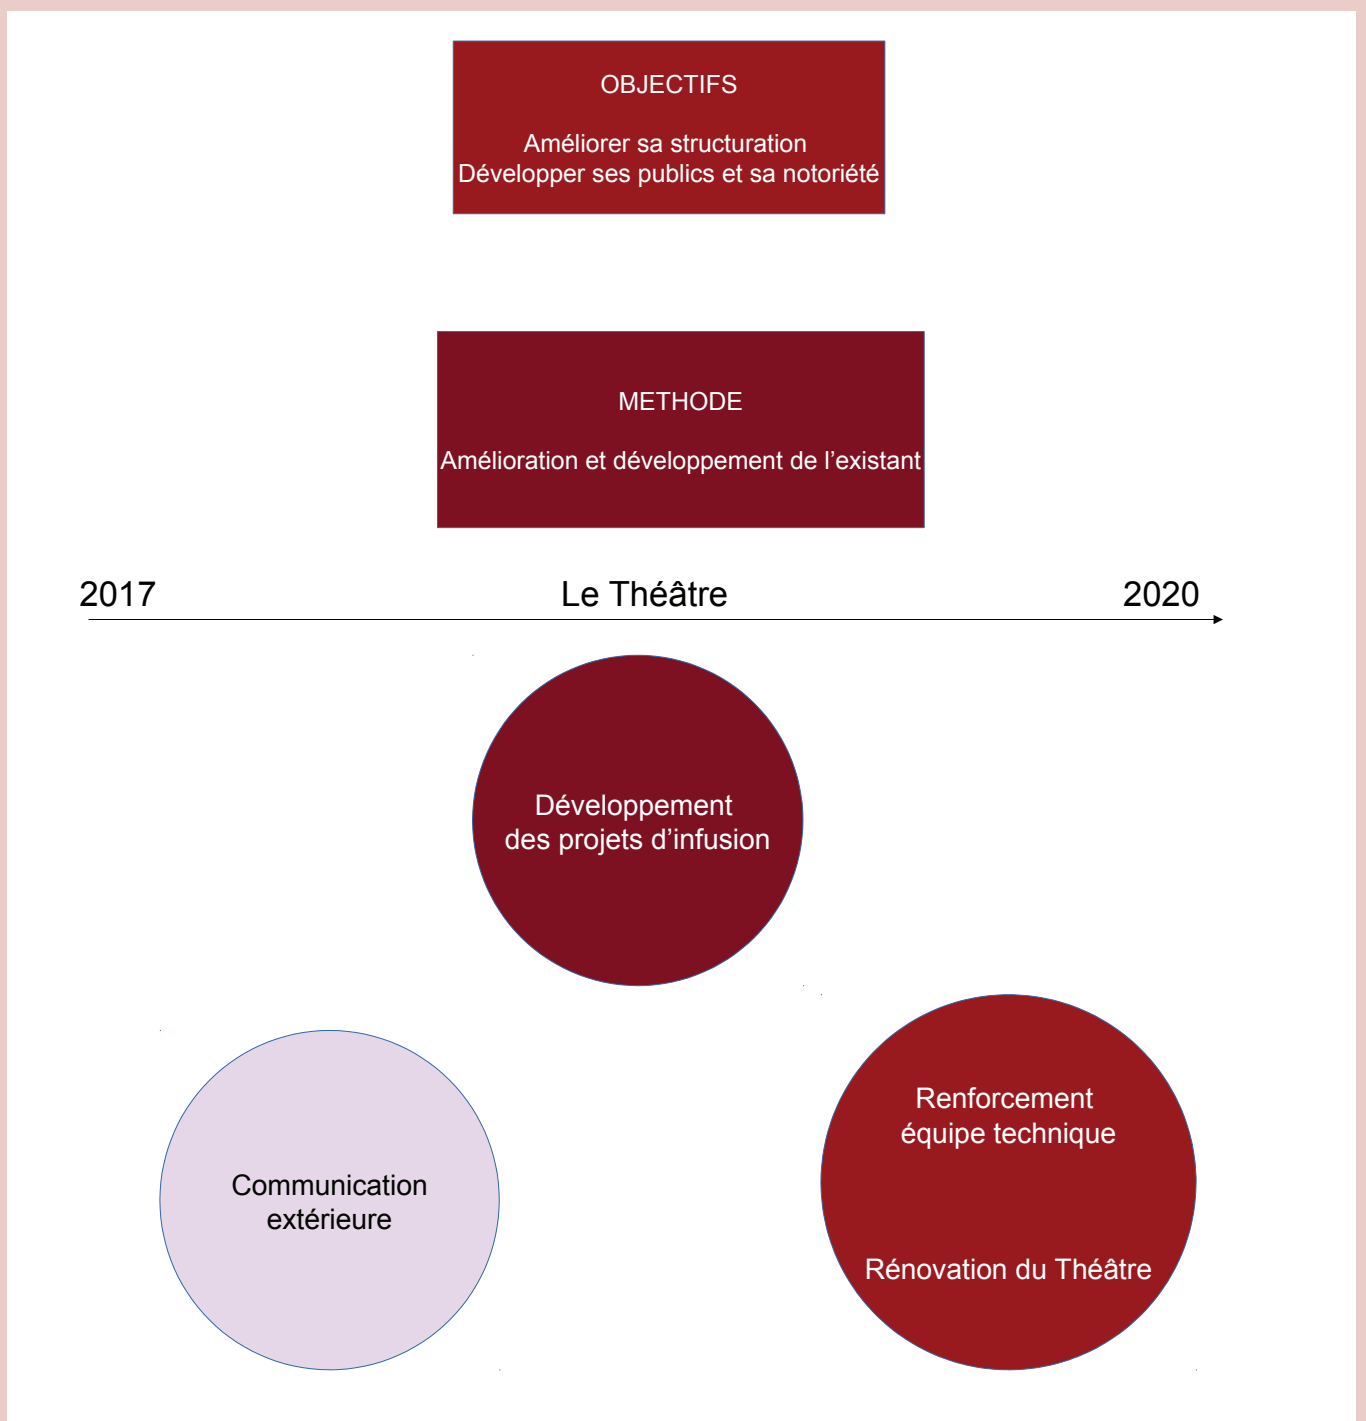 OBJECTIFS
Améliorer sa structuration
Développer ses publics et sa notoriété
METHODE
Amélioration et développement de l’existant
2017 Le Théâtre 2020
Développement
des projets d’infusion
Communication
extérieure
Renforcement
équipe technique
Rénovation du Théâtre